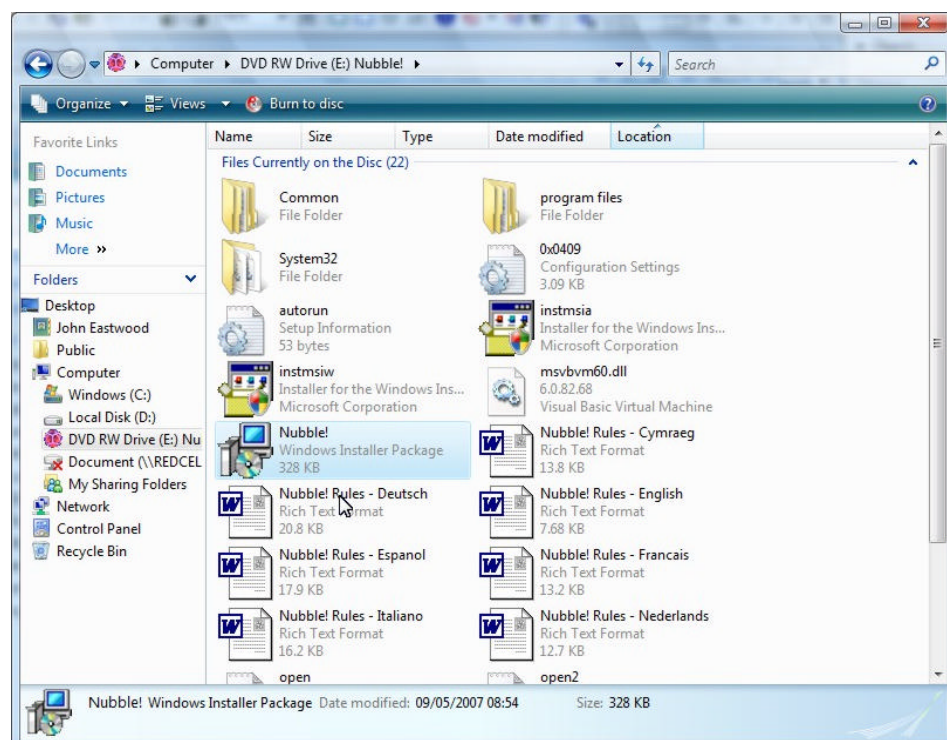 Computer ▸ DVD RW Drive (E:) Nubble! ▸
Search
Organize Views Burn to disc
Favorite Links
Documents
Pictures
Music
More »
Folders
Desktop
John Eastwood
Public
Computer
Windows (C:)
Local Disk (D:)
DVD RW Drive (E:) Nu
Document (\\REDCEL
My Sharing Folders
Network
Control Panel
Recycle Bin
Name Size Type Date modified Location
Files Currently on the Disc (22)
Common
File Folder
program files
File Folder
System32
File Folder
0x0409
Configuration Settings
3.09 KB
autorun
Setup Information
53 bytes
instmsia
Installer for the Windows Ins...
Microsoft Corporation
instmsiw
Installer for the Windows Ins...
Microsoft Corporation
msvbvm60.dll
6.0.82.68
Visual Basic Virtual Machine
Nubble!
Windows Installer Package
328 KB
Nubble! Rules - Cymraeg
Rich Text Format
13.8 KB
Nubble! Rules - Deutsch
Rich Text Format
20.8 KB
Nubble! Rules - English
Rich Text Format
7.68 KB
Nubble! Rules - Espanol
Rich Text Format
17.9 KB
Nubble! Rules - Francais
Rich Text Format
13.2 KB
Nubble! Rules - Italiano
Rich Text Format
16.2 KB
Nubble! Rules - Nederlands
Rich Text Format
12.7 KB
open
open2
Nubble! Windows Installer Package Date modified: 09/05/2007 08:54 Size: 328 KB